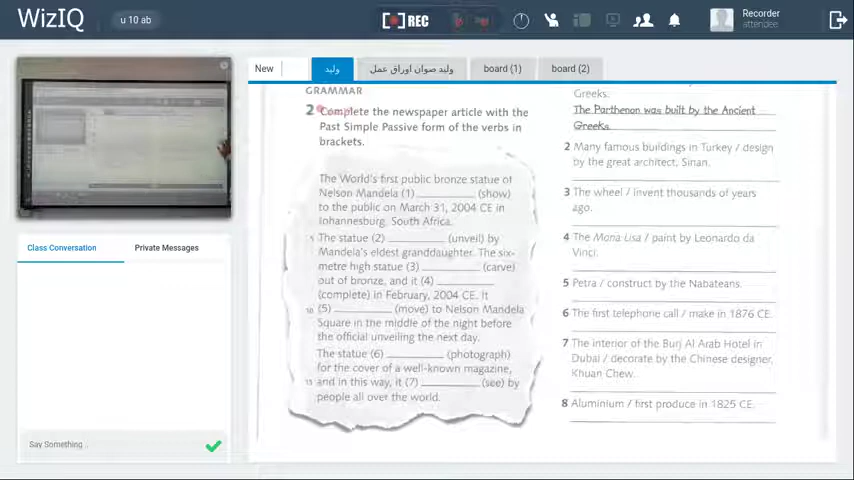 WizIQ
u 10 ab
REC
Recorder
attendee
New
وليد
وليد صوان اوراق عمل
board (1)
board (2)
Class Conversation
Private Messages
Say Something...
GRAMMAR
2 Complete the newspaper article with the
Past Simple Passive form of the verbs in
brackets.
The World's first public bronze statue of
Nelson Mandela (1) __________ (show)
to the public on March 31, 2004 CE in
Johannesburg, South Africa.
5 The statue (2) __________ (unveil) by
Mandela's eldest granddaughter. The six-
metre high statue (3) __________ (carve)
out of bronze, and it (4) __________
(complete) in February, 2004 CE. It
10 (5) __________ (move) to Nelson Mandela
Square in the middle of the night before
the official unveiling the next day.
The statue (6) __________ (photograph)
for the cover of a well-known magazine,
15 and in this way, it (7) __________ (see) by
people all over the world.
Greeks.
The Parthenon was built by the Ancient
Greeks.
2 Many famous buildings in Turkey / design
by the great architect, Sinan.
3 The wheel / invent thousands of years
ago.
4 The Mona Lisa / paint by Leonardo da
Vinci.
5 Petra / construct by the Nabateans.
6 The first telephone call / make in 1876 CE.
7 The interior of the Burj Al Arab Hotel in
Dubai / decorate by the Chinese designer,
Khuan Chew.
8 Aluminium / first produce in 1825 CE.